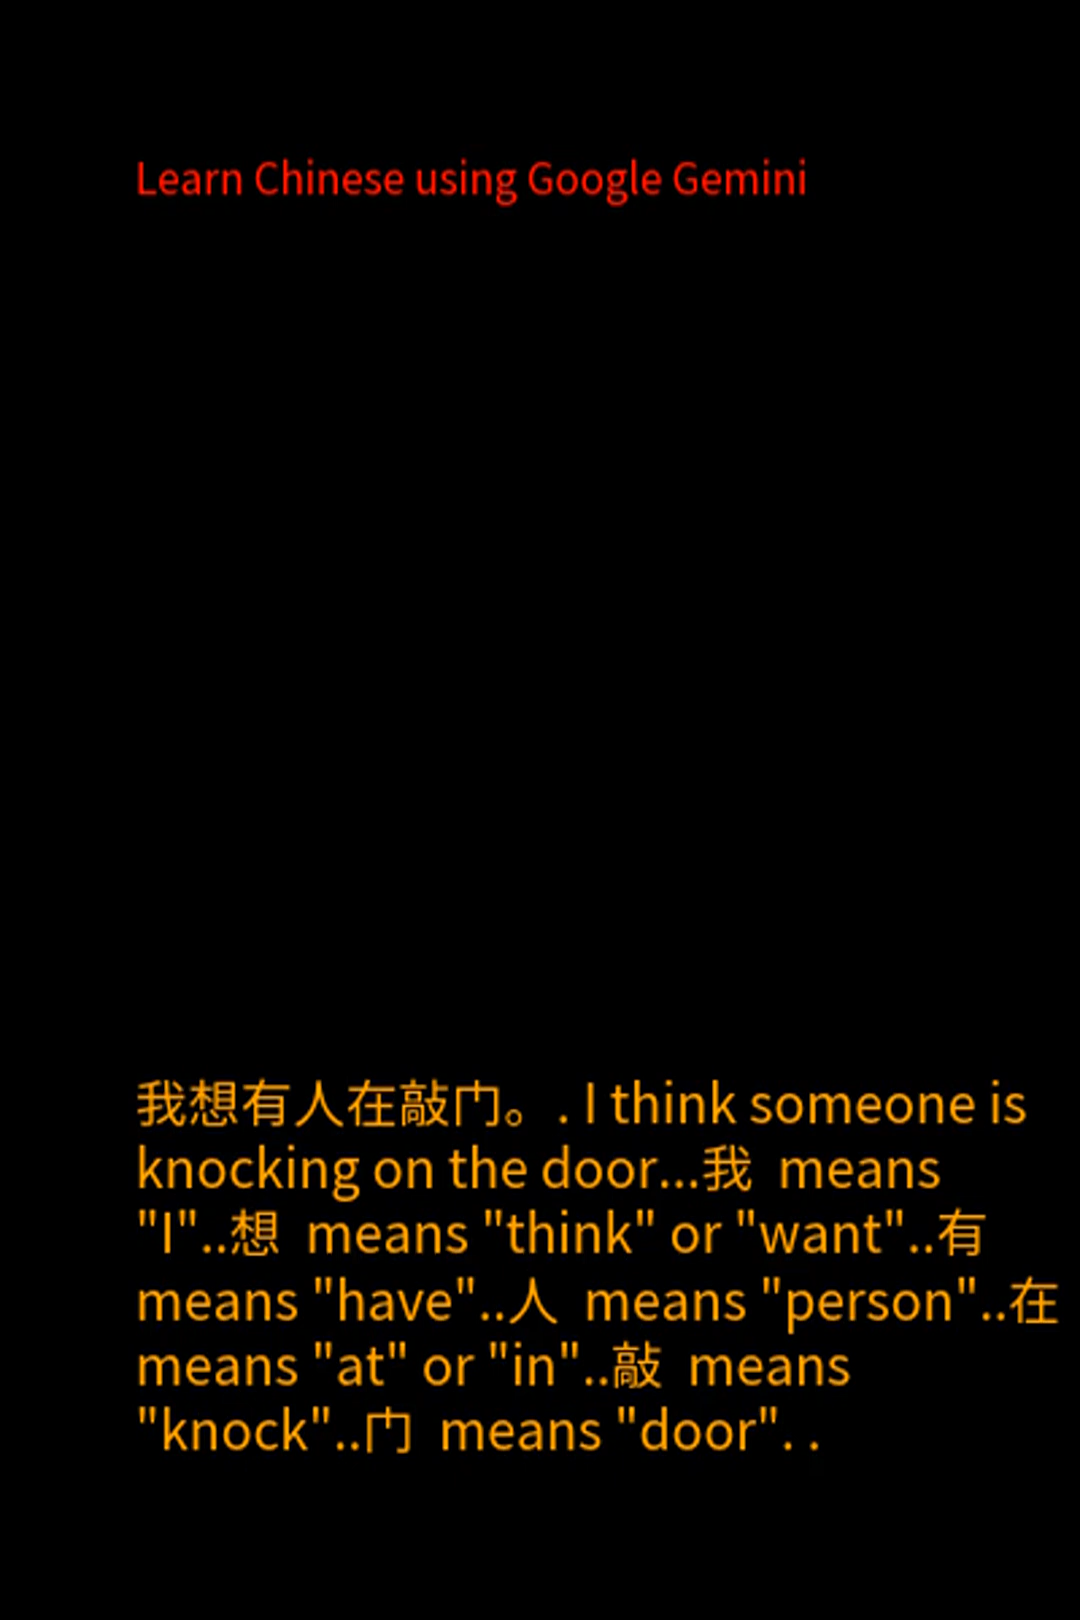 Learn Chinese using Google Gemini
我想有人在敲门。. I think someone is
knocking on the door...我 means
"I"..想 means "think" or "want"..有
means "have"..人 means "person"..在
means "at" or "in"..敲 means
"knock"..门 means "door". .